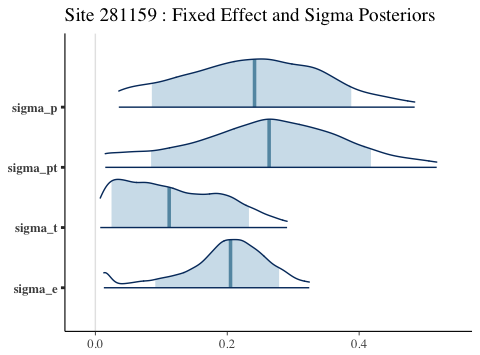 Site 281159 : Fixed Effect and Sigma Posteriors
sigma_p
sigma_pt
sigma_t
sigma_e
0.0 0.2 0.4